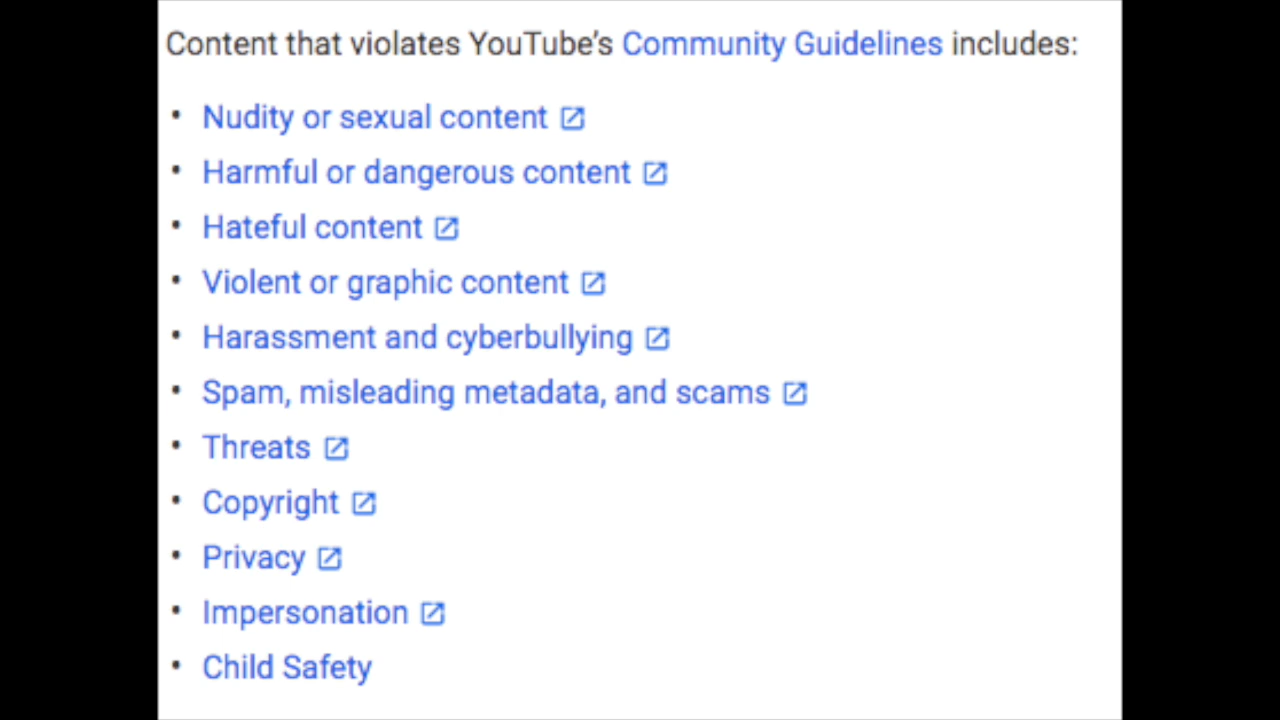 Content that violates YouTube’s Community Guidelines includes:
• Nudity or sexual content
• Harmful or dangerous content
• Hateful content
• Violent or graphic content
• Harassment and cyberbullying
• Spam, misleading metadata, and scams
• Threats
• Copyright
• Privacy
• Impersonation
• Child Safety